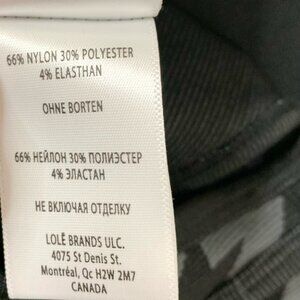 66% NYLON 30% POLYESTER
4% ELASTHAN
OHNE BORTEN
66% НЕЙЛОН 30% ПОЛИЭСТЕР
4% ЭЛАСТАН
НЕ ВКЛЮЧАЯ ОТДЕЛКУ
LOLË BRANDS ULC.
4075 St Denis St.
Montréal, Qc H2W 2M7
CANADA